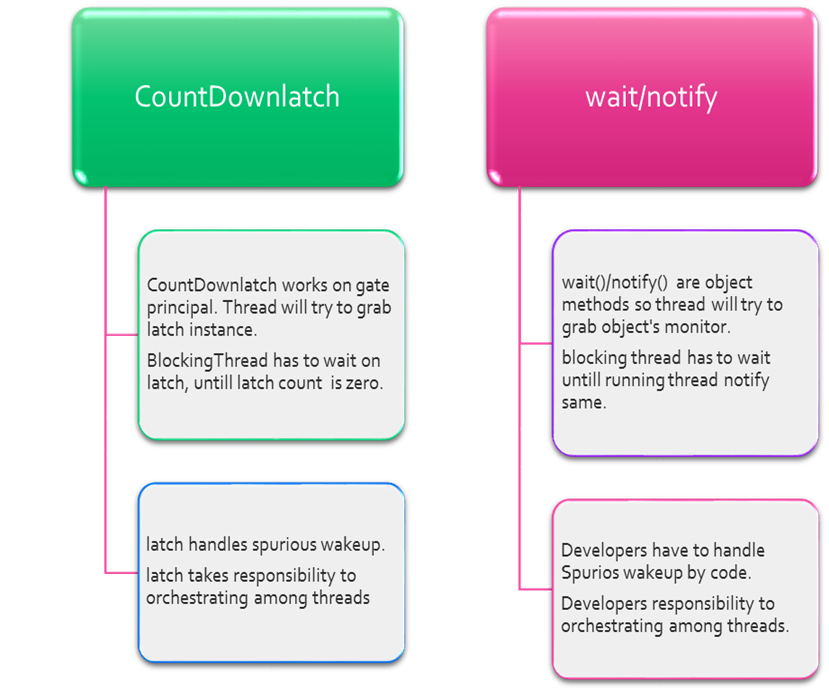 CountDownlatch
CountDownlatch works on gate
principal. Thread will try to grab
latch instance.
BlockingThread has to wait on
latch, untill latch count is zero.
latch handles spurious wakeup.
latch takes responsibility to
orchestrating among threads
wait/notify
wait()/notify() are object
methods so thread will try to
grab object's monitor.
blocking thread has to wait
untill running thread notify
same.
Developers have to handle
Spurios wakeup by code.
Developers responsibility to
orchestrating among threads.